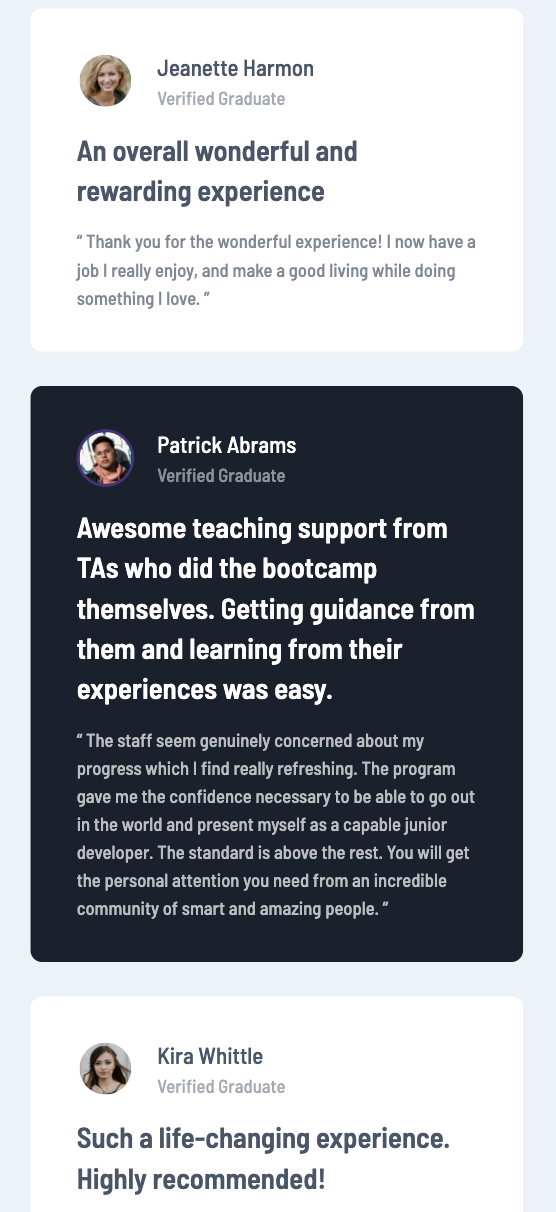 Jeanette Harmon
Verified Graduate
An overall wonderful and
rewarding experience
“ Thank you for the wonderful experience! I now have a
job I really enjoy, and make a good living while doing
something I love. ”
Patrick Abrams
Verified Graduate
Awesome teaching support from
TAs who did the bootcamp
themselves. Getting guidance from
them and learning from their
experiences was easy.
“ The staff seem genuinely concerned about my
progress which I find really refreshing. The program
gave me the confidence necessary to be able to go out
in the world and present myself as a capable junior
developer. The standard is above the rest. You will get
the personal attention you need from an incredible
community of smart and amazing people. ”
Kira Whittle
Verified Graduate
Such a life-changing experience.
Highly recommended!